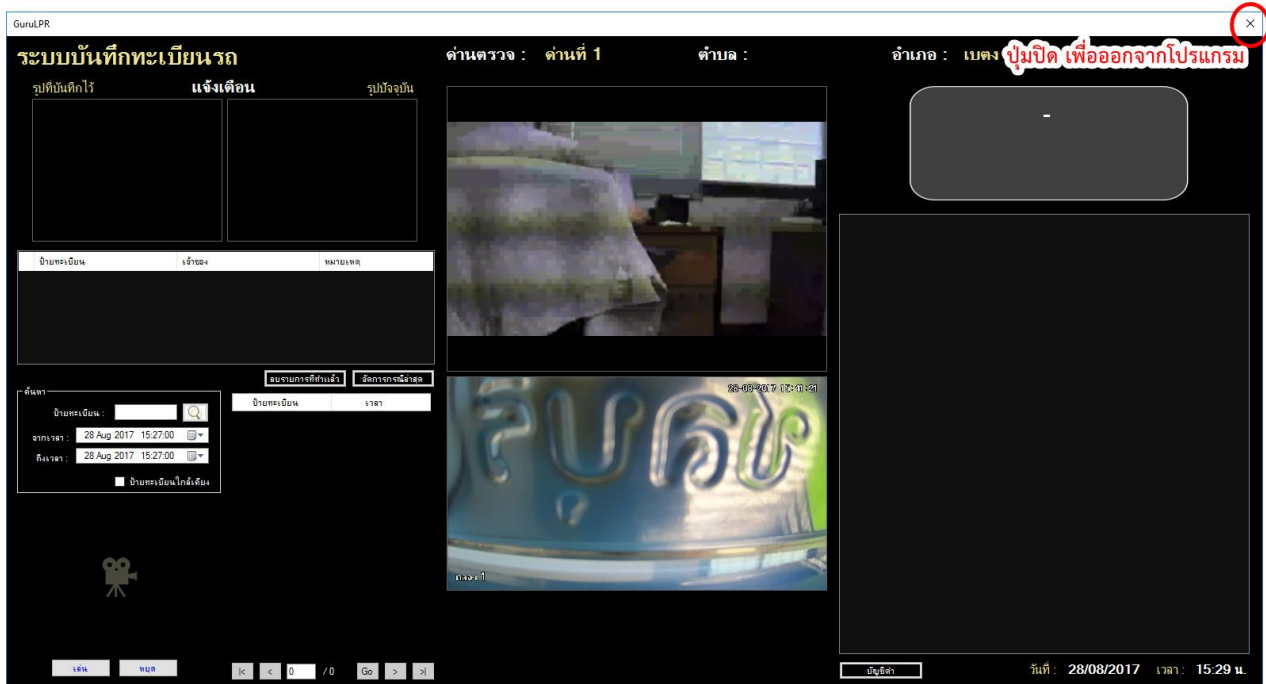 GuruLPR
ระบบบันทึกทะเบียนรถ
ด่านตรวจ : ด่านที่ 1 ตำบล : อำเภอ : เบตง
ปุ่มปิด เพื่อออกจากโปรแกรม
รูปที่บันทึกไว้ แจ้งเตือน รูปปัจจุบัน
-
ป้ายทะเบียน เจ้าของ หมายเหตุ
ลบรายการที่ทำแล้ว จัดการกรณีล่าสุด
ค้นหา
ป้ายทะเบียน :
จากเวลา : 28 Aug 2017 15:27:00
ถึงเวลา : 28 Aug 2017 15:27:00
ป้ายทะเบียนใกล้เคียง
ป้ายทะเบียน เวลา
28-08-2017 15:41:21
กล้อง 1
เล่น หยุด
|< < 0 / 0 Go > >|
บัญชีดำ
วันที่ : 28/08/2017 เวลา : 15:29 น.